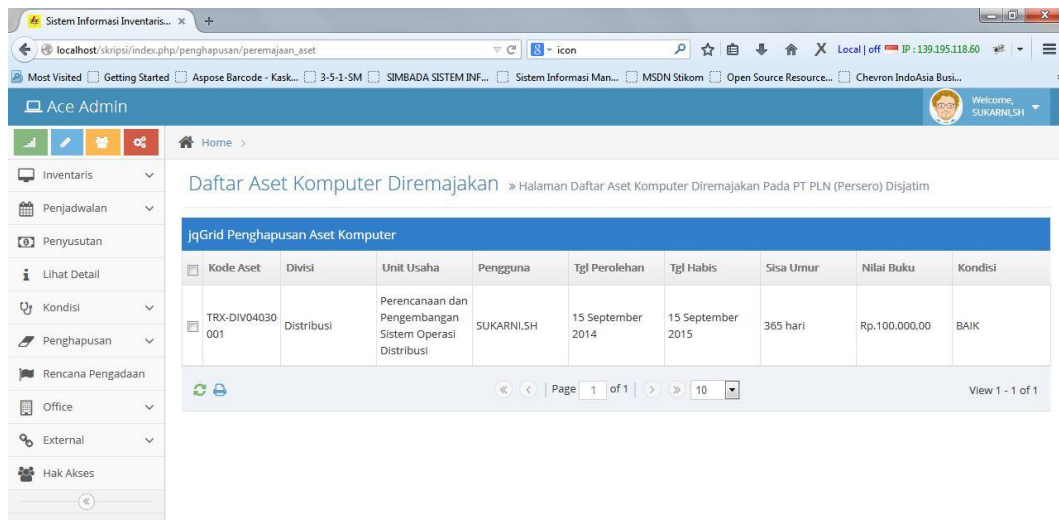 Sistem Informasi Inventaris... × +
localhost/skripsi/index.php/penghapusan/peremajaan_aset
8 icon
Local | off IP : 139.195.118.60
Most Visited Getting Started Aspose Barcode - Kask... 3-5-1-SM SIMBADA SISTEM INF... Sistem Informasi Man... MSDN Stikom Open Source Resource... Chevron IndoAsia Busi...
Ace Admin
Welcome,
SUKARNI,SH
Home >
Inventaris
Penjadwalan
Penyusutan
Lihat Detail
Kondisi
Penghapusan
Rencana Pengadaan
Office
External
Hak Akses
Daftar Aset Komputer Diremajakan » Halaman Daftar Aset Komputer Diremajakan Pada PT PLN (Persero) Disjatim
jqGrid Penghapusan Aset Komputer
Kode Aset Divisi Unit Usaha Pengguna Tgl Perolehan Tgl Habis Sisa Umur Nilai Buku Kondisi
TRX-DIV04030
001
Distribusi
Perencanaan dan
Pengembangan
Sistem Operasi
Distribusi
SUKARNI,SH
15 September
2014
15 September
2015
365 hari
Rp.100.000,00
BAIK
Page 1 of 1 10
View 1 - 1 of 1